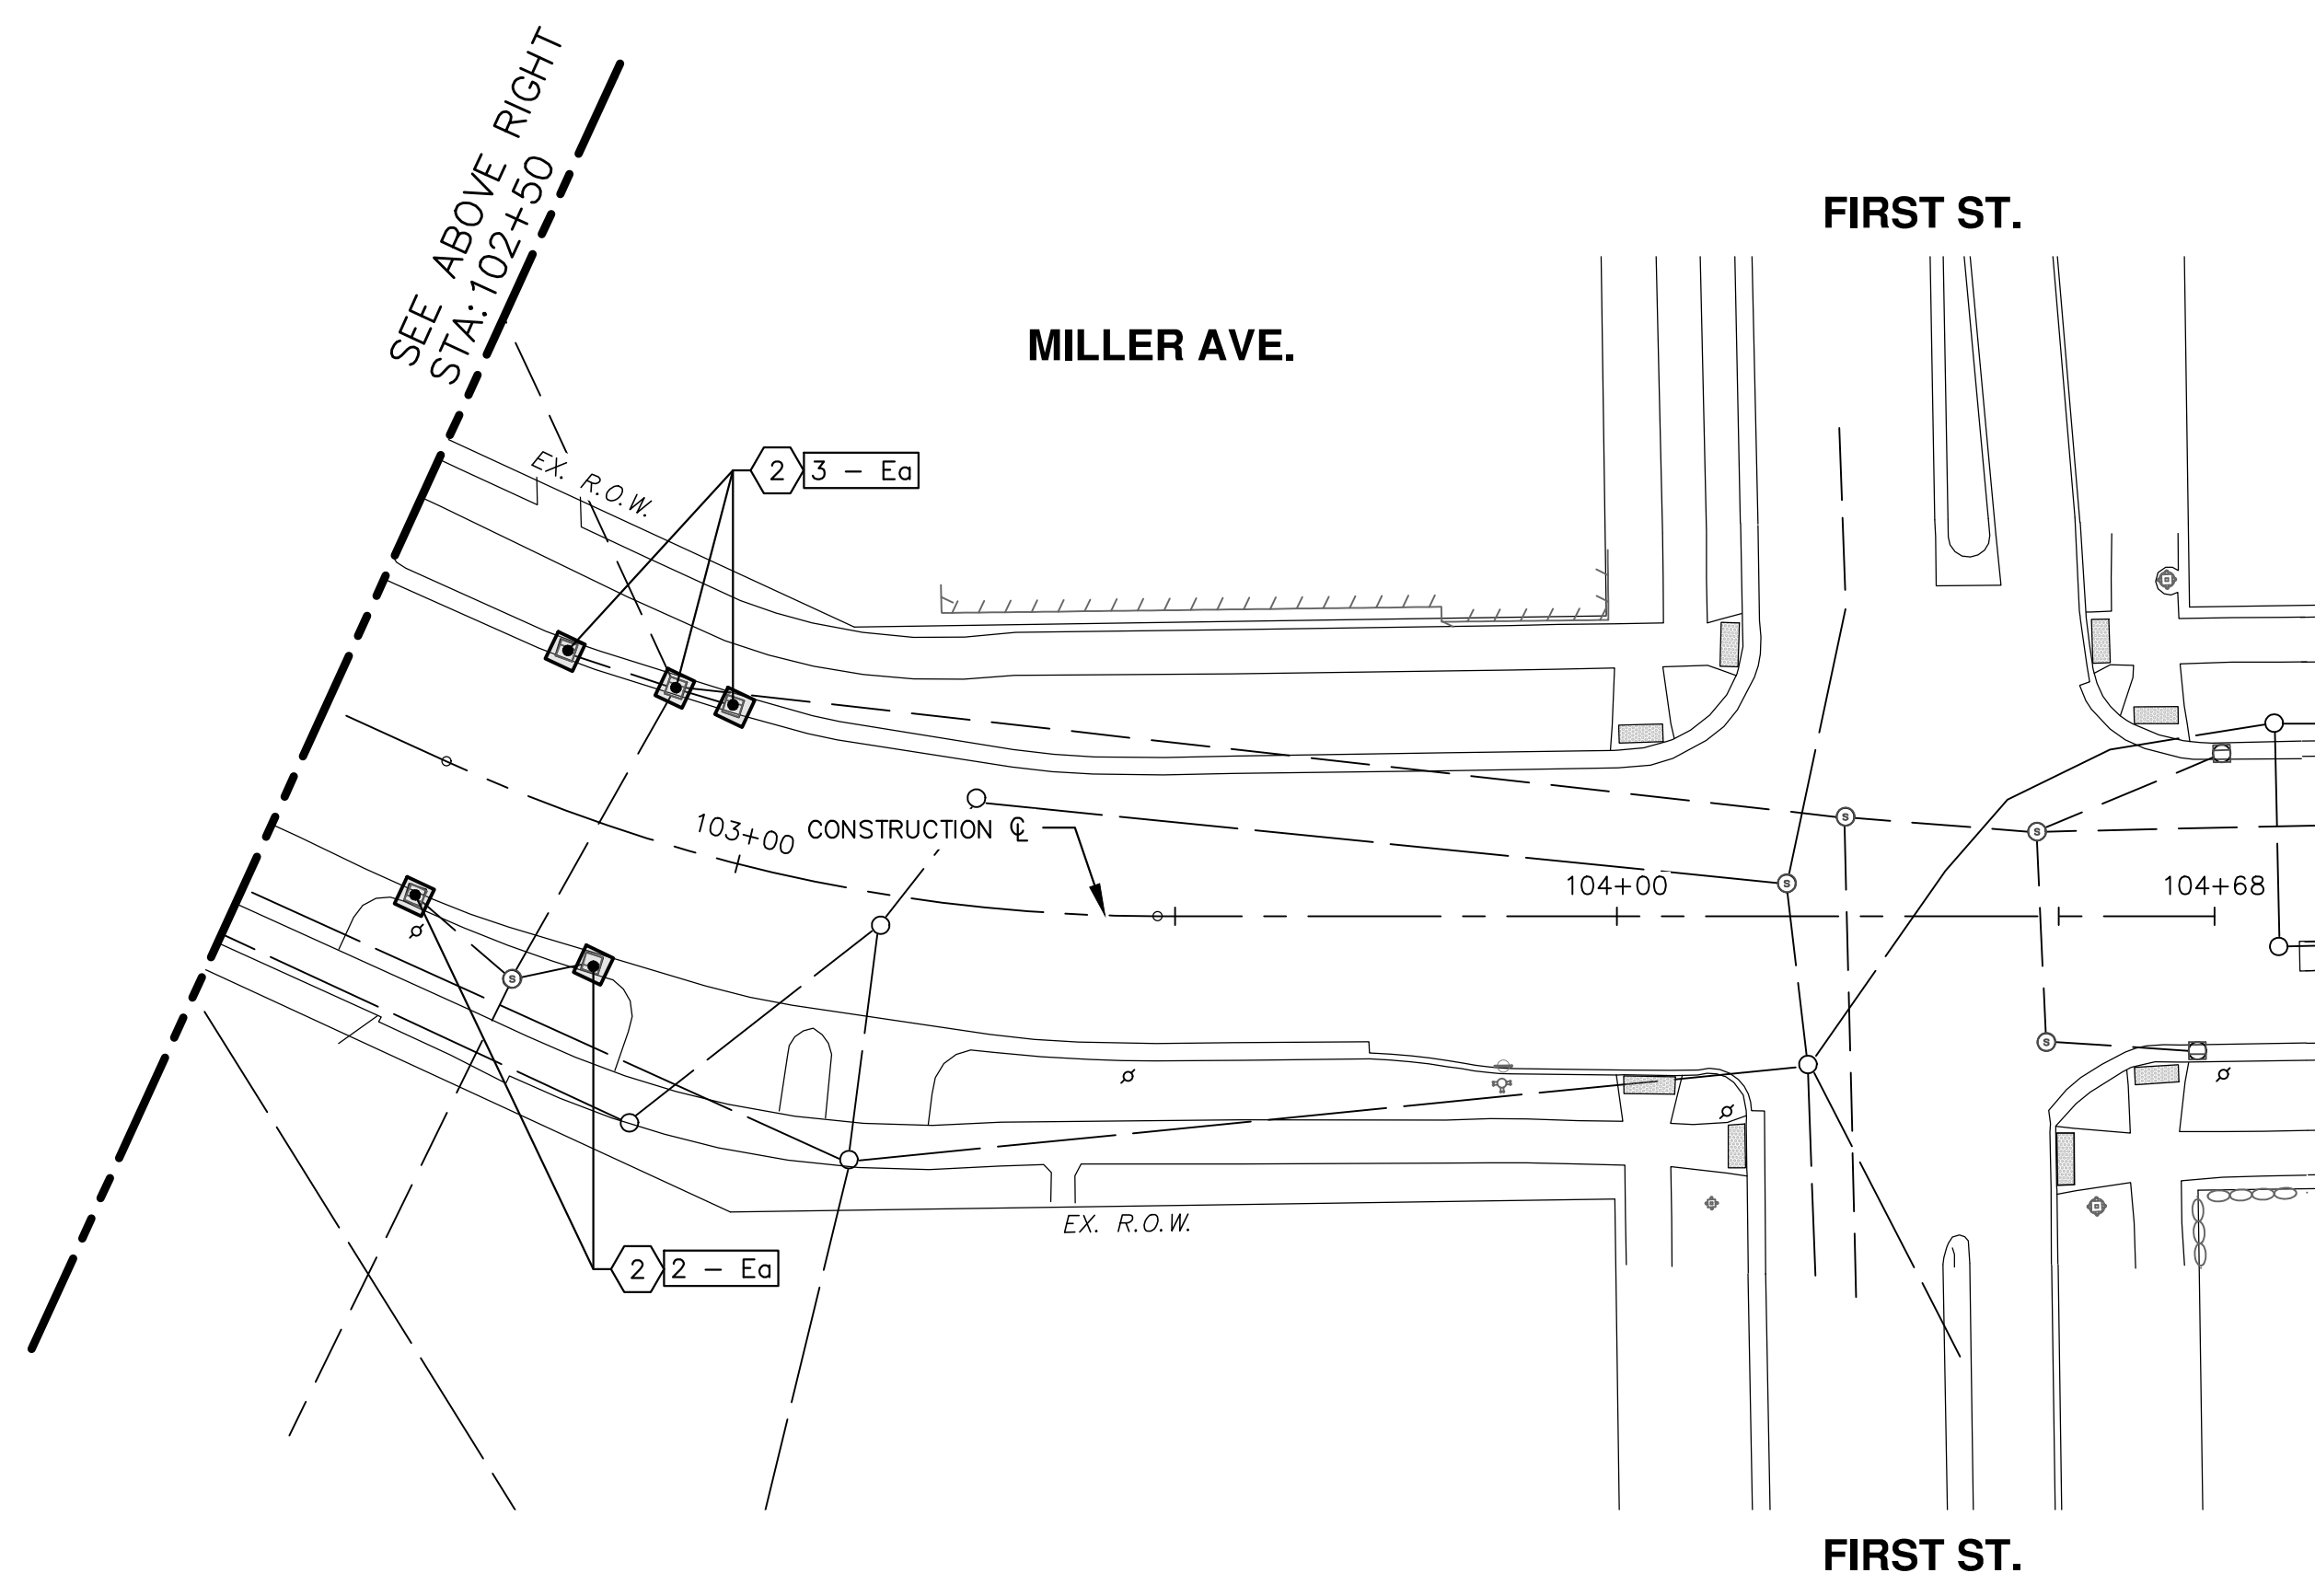 SEE ABOVE RIGHT
STA.:102+50
FIRST ST.
MILLER AVE.
EX. R.O.W.
2 3 - Ea
103+00
CONSTRUCTION ℄
104+00
104+68
S
S
S
S
S
EX. R.O.W.
2 2 - Ea
FIRST ST.